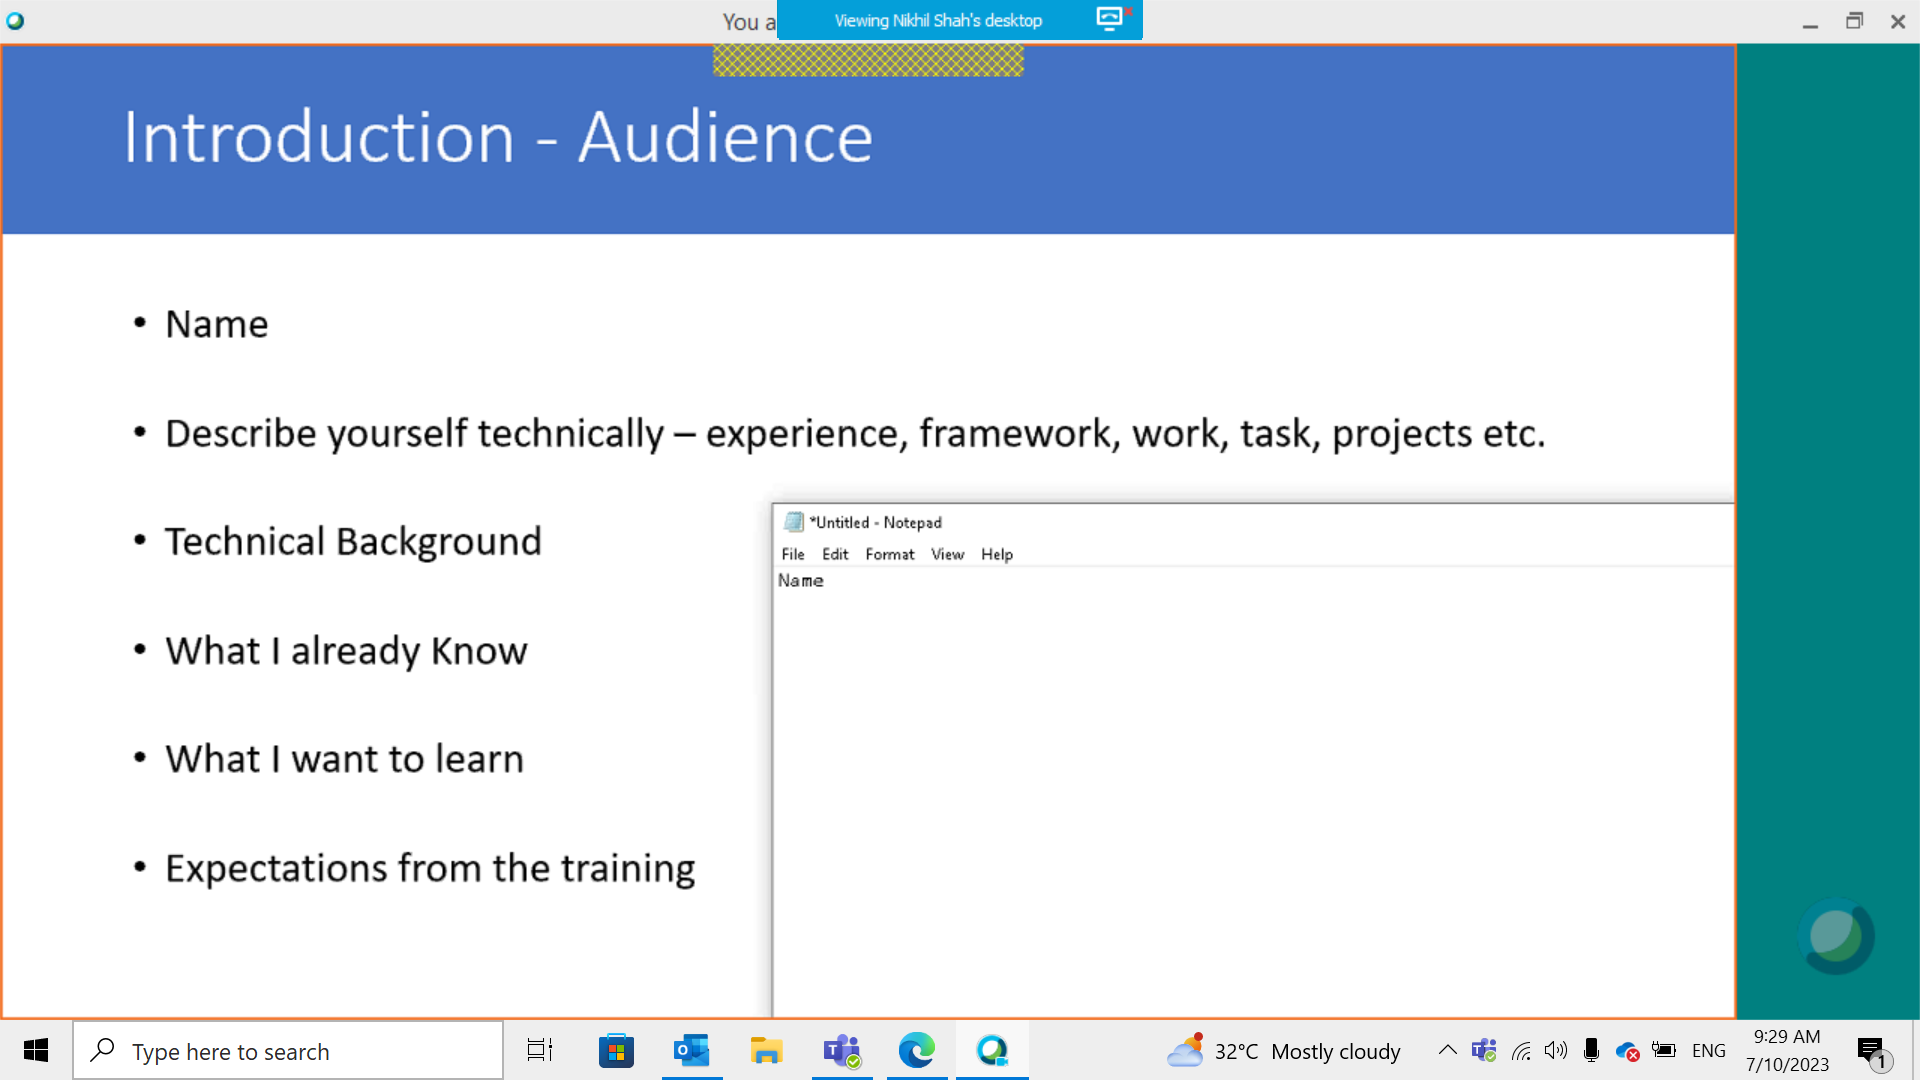 You a
Viewing Nikhil Shah's desktop
Introduction - Audience
• Name
• Describe yourself technically – experience, framework, work, task, projects etc.
• Technical Background
• What I already Know
• What I want to learn
• Expectations from the training
*Untitled - Notepad
File Edit Format View Help
Name
Type here to search
32°C Mostly cloudy
ENG
9:29 AM
7/10/2023
1